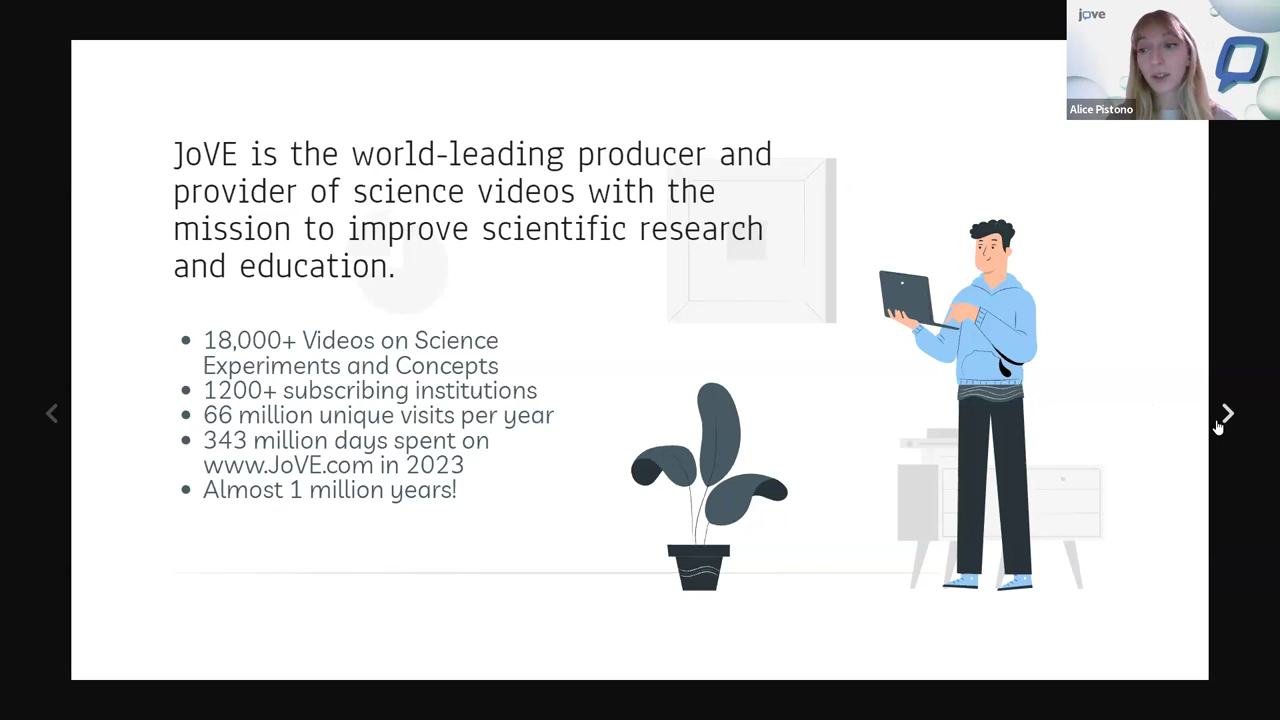 jove
Alice Pistono
JoVE is the world-leading producer and
provider of science videos with the
mission to improve scientific research
and education.
18,000+ Videos on Science
Experiments and Concepts
1200+ subscribing institutions
66 million unique visits per year
343 million days spent on
www.JoVE.com in 2023
Almost 1 million years!